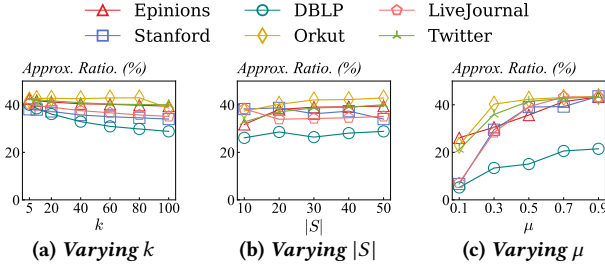 Epinions DBLP LiveJournal
Stanford Orkut Twitter
Approx. Ratio. (%) Approx. Ratio. (%) Approx. Ratio. (%)
40 40 40
20 20 20
0 0 0
5 20 40 60 80 100 10 20 30 40 50 0.1 0.3 0.5 0.7 0.9
k |S| μ
(a) Varying k (b) Varying |S| (c) Varying μ